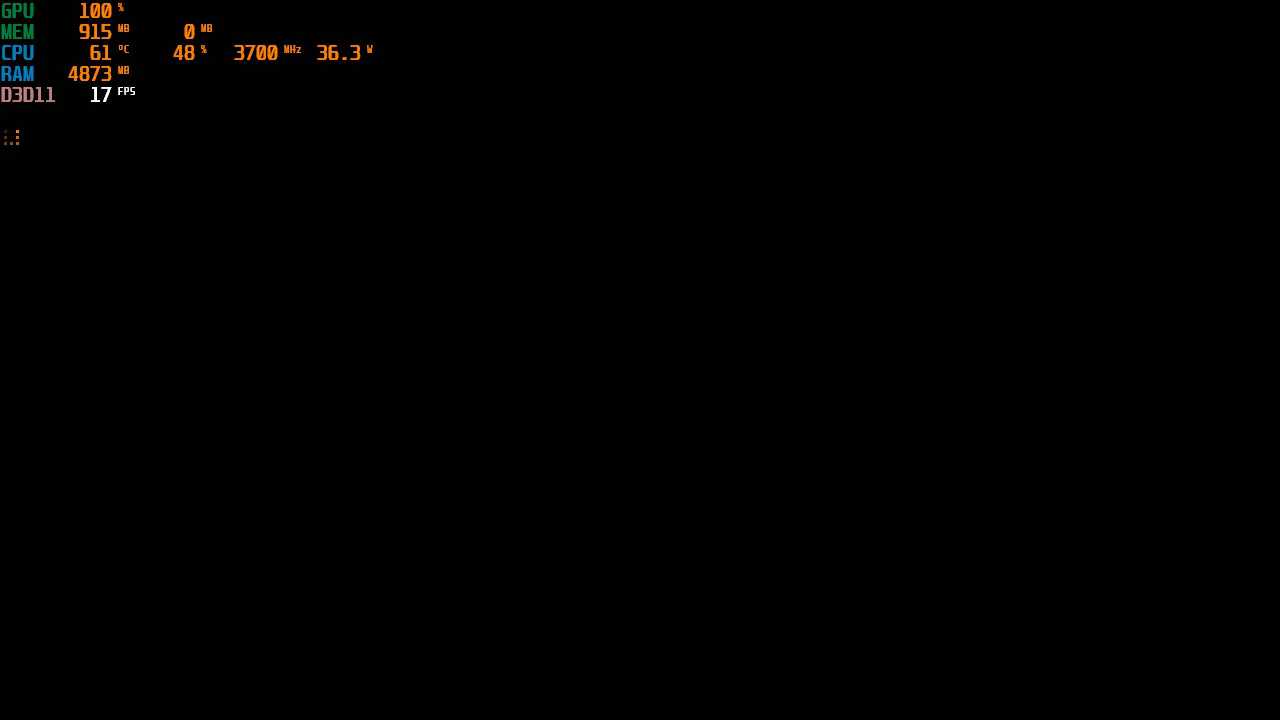 GPU 100 %
MEM 915 MB 0 MB
CPU 61 °C 48 % 3700 MHz 36.3 W
RAM 4873 MB
D3D11 17 FPS